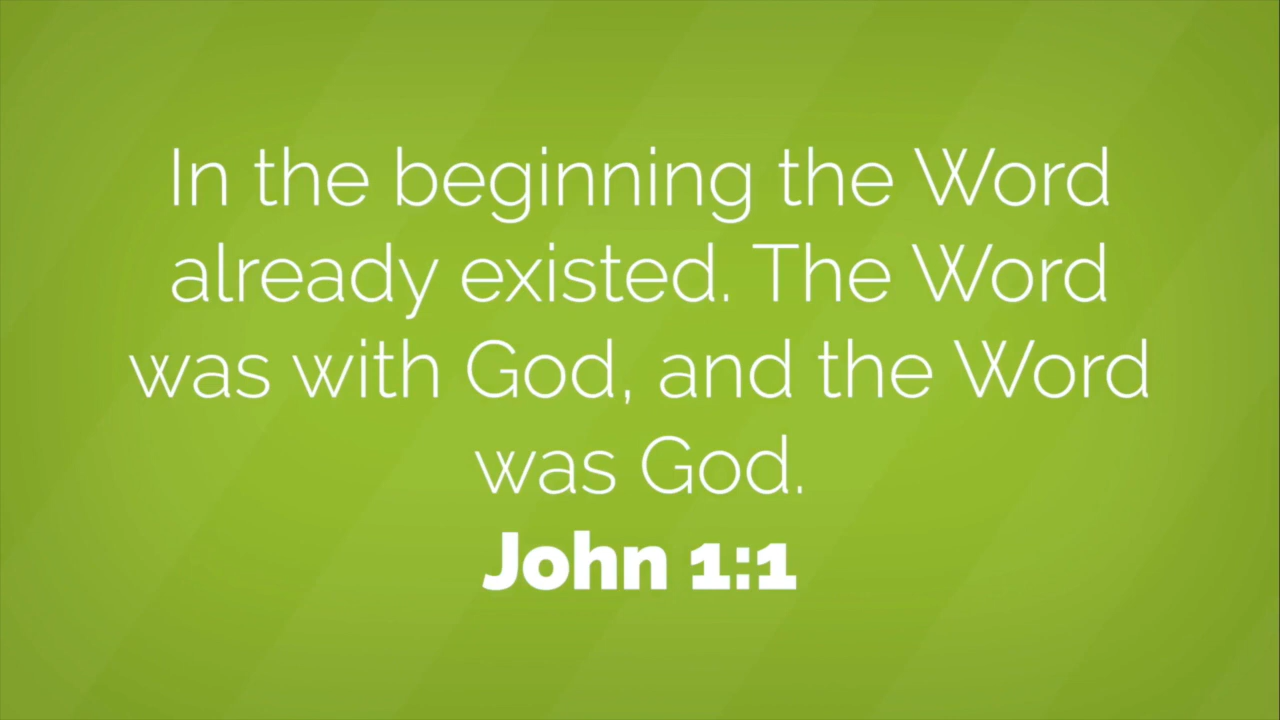 In the beginning the Word
already existed. The Word
was with God, and the Word
was God.
John 1:1